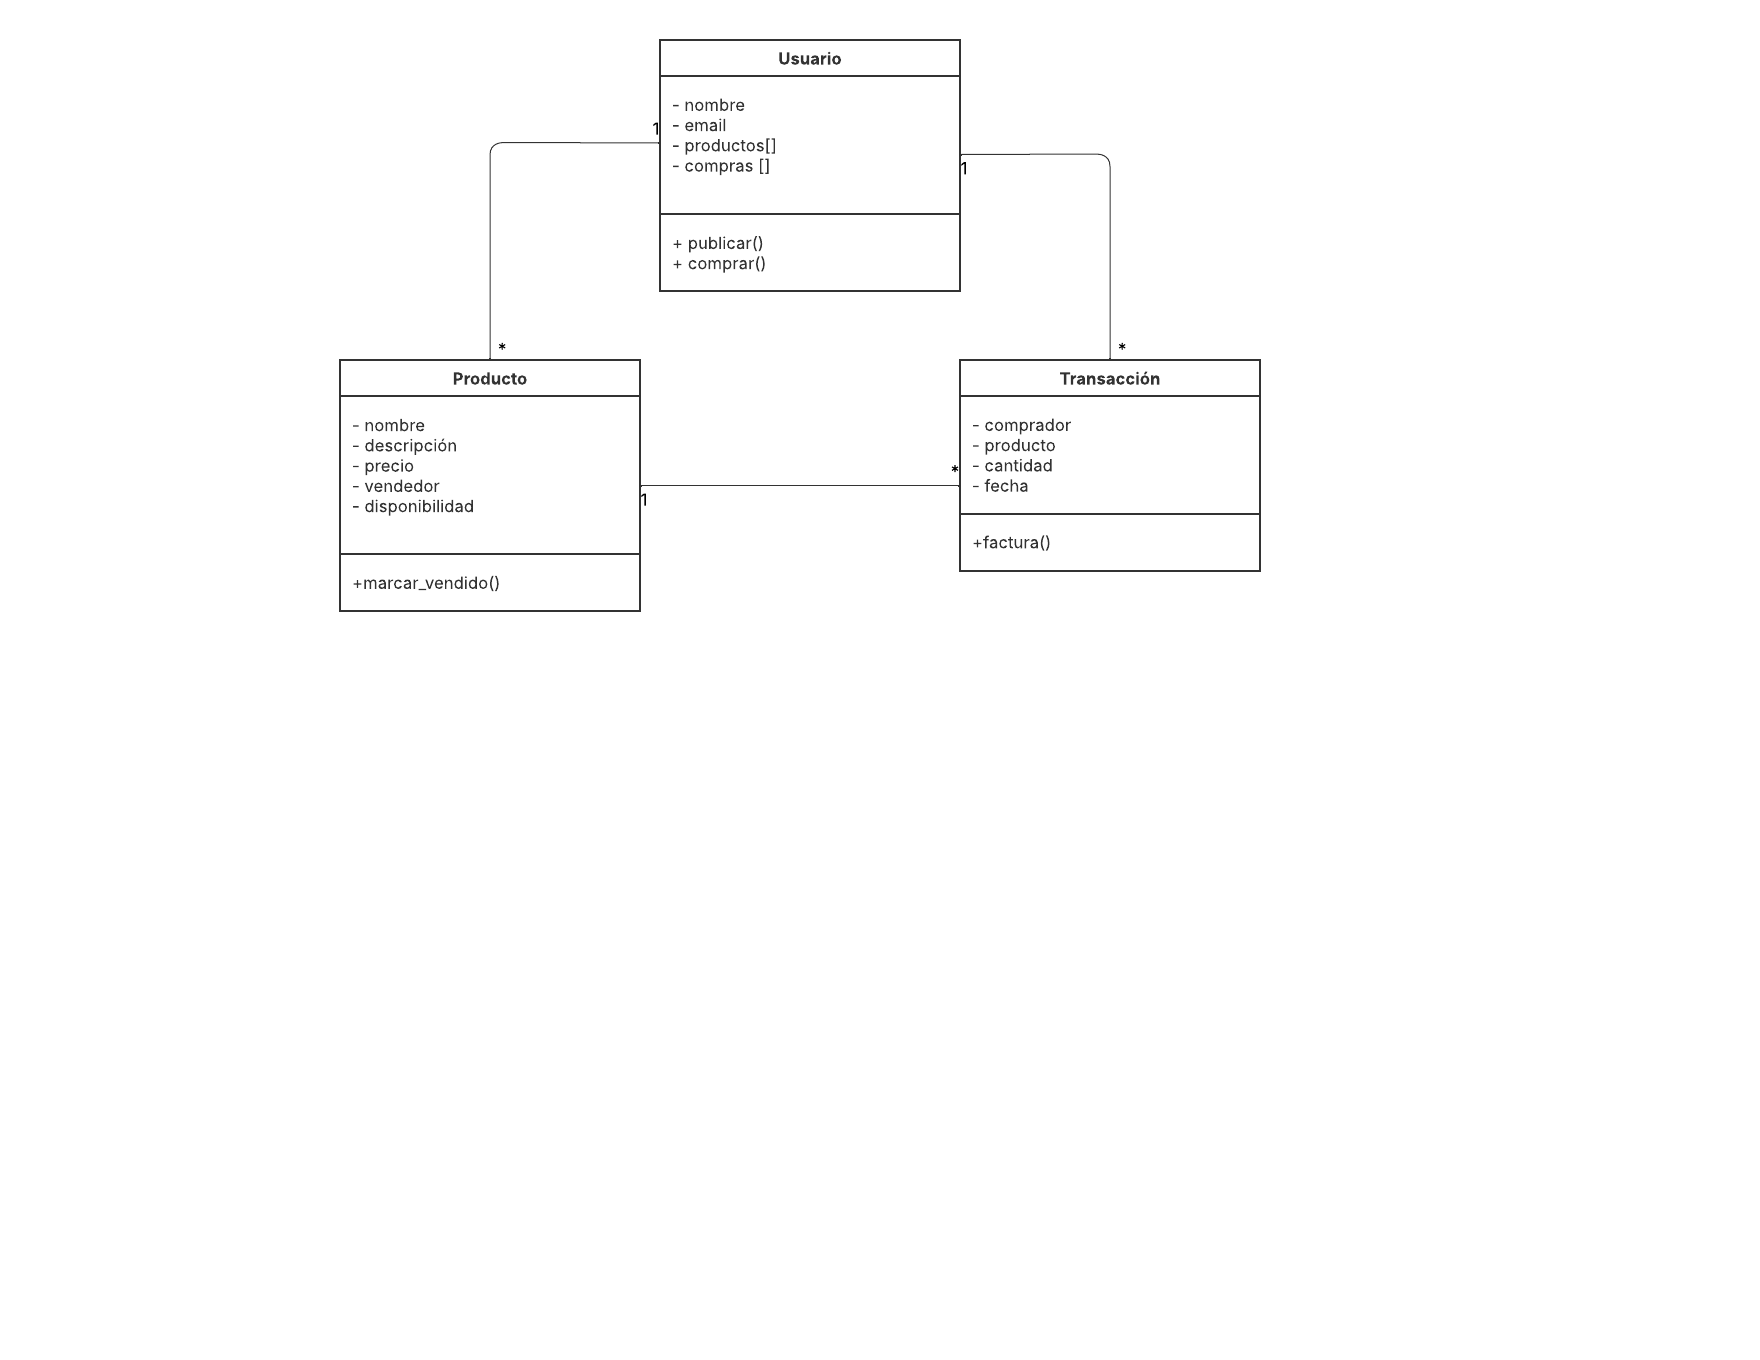 Usuario
- nombre
- email
- productos[]
- compras []
+ publicar()
+ comprar()
1
1
*
*
Producto
- nombre
- descripción
- precio
- vendedor
- disponibilidad
+marcar_vendido()
1
*
Transacción
- comprador
- producto
- cantidad
- fecha
+factura()